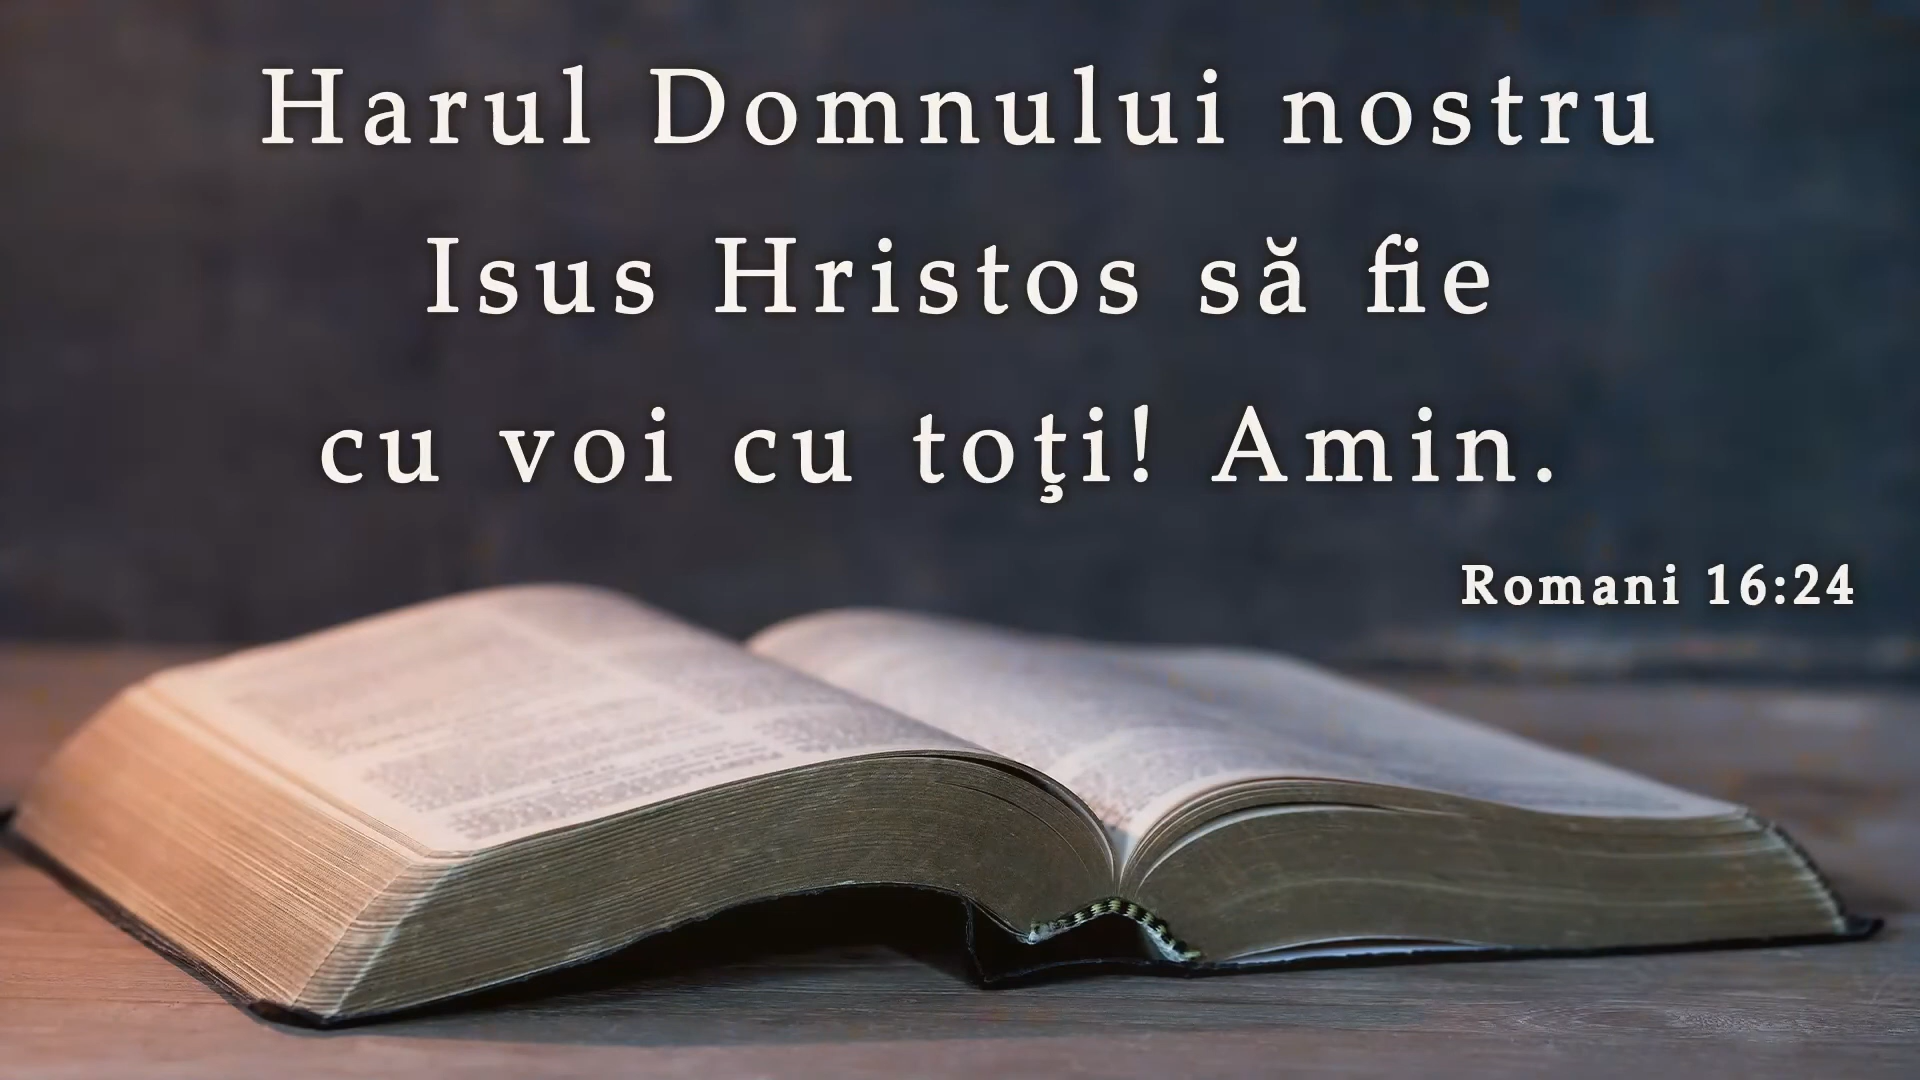 Harul Domnului nostru
Isus Hristos să fie
cu voi cu toţi! Amin.
Romani 16:24